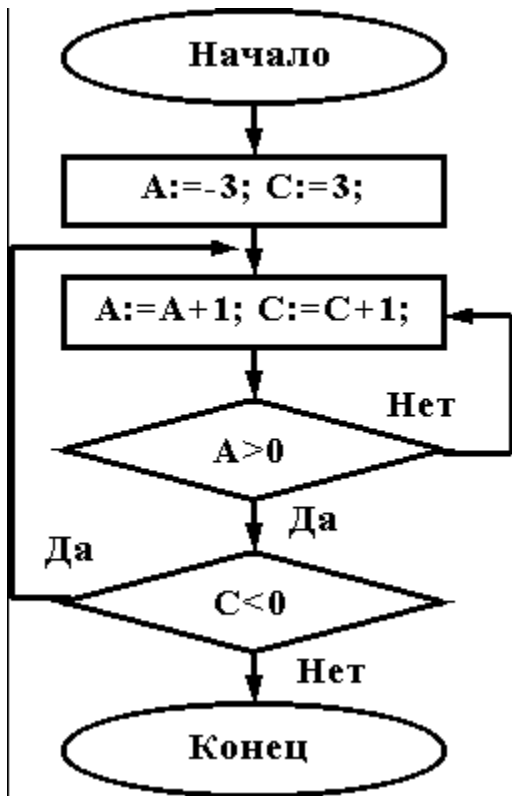 Начало
A:=-3; C:=3;
A:=A+1; C:=C+1;
Нет
A>0
Да
Да
C<0
Нет
Конец